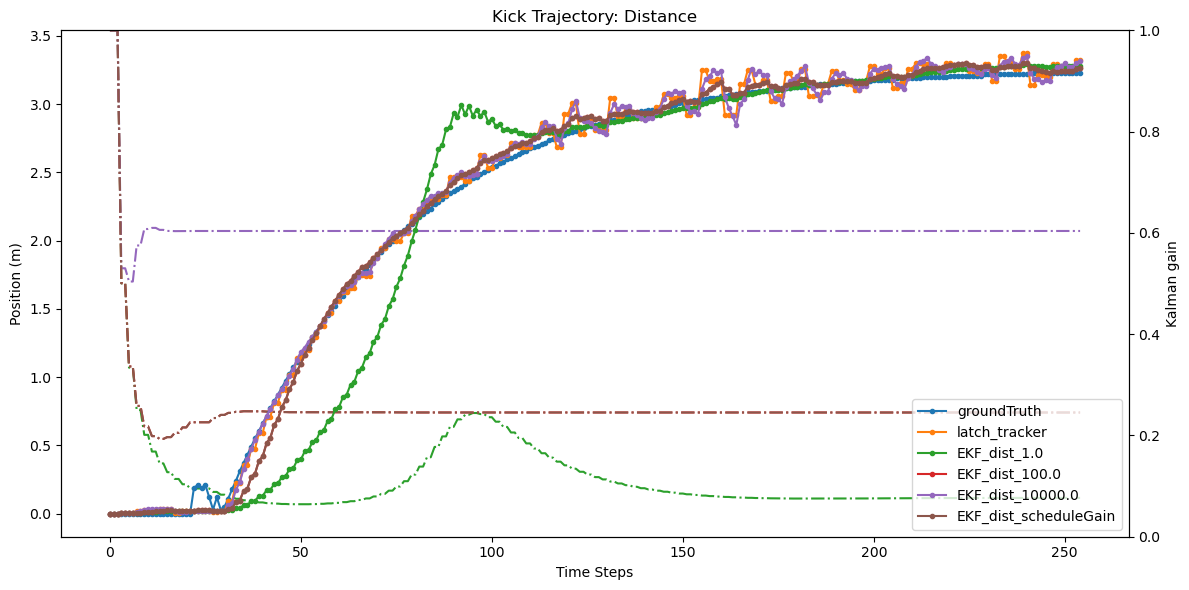 Kick Trajectory: Distance
3.5
3.0
2.5
2.0
1.5
1.0
0.5
0.0
Position (m)
1.0
0.8
0.6
0.4
0.2
0.0
Kalman gain
groundTruth
latch_tracker
EKF_dist_1.0
EKF_dist_100.0
EKF_dist_10000.0
EKF_dist_scheduleGain
0 50 100 150 200 250
Time Steps